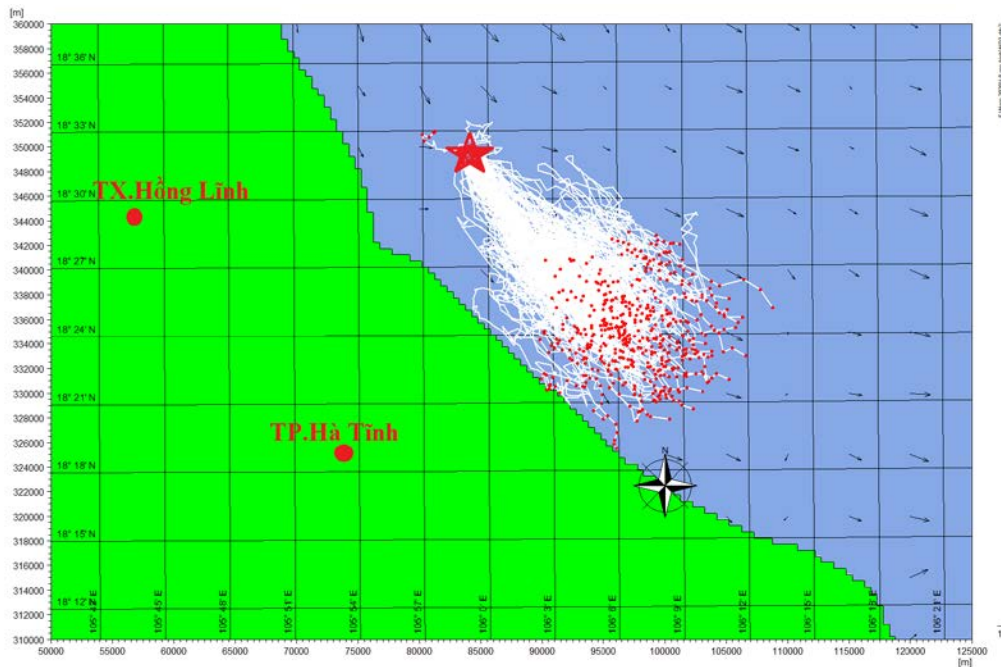 [m]
360000
358000
356000
354000
352000
350000
348000
346000
344000
342000
340000
338000
336000
334000
332000
330000
328000
326000
324000
322000
320000
318000
316000
314000
312000
310000
18° 36' N
18° 33' N
18° 30' N
18° 27' N
18° 24' N
18° 21' N
18° 18' N
18° 15' N
18° 12' N
TX.Hồng Lĩnh
TP.Hà Tĩnh
N
105° 45' E
105° 48' E
105° 51' E
105° 54' E
105° 57' E
106° 0' E
106° 3' E
106° 6' E
106° 9' E
106° 12' E
106° 21' E
50000 55000 60000 65000 70000 75000 80000 85000 90000 95000 100000 105000 110000 115000 120000 125000
[m]